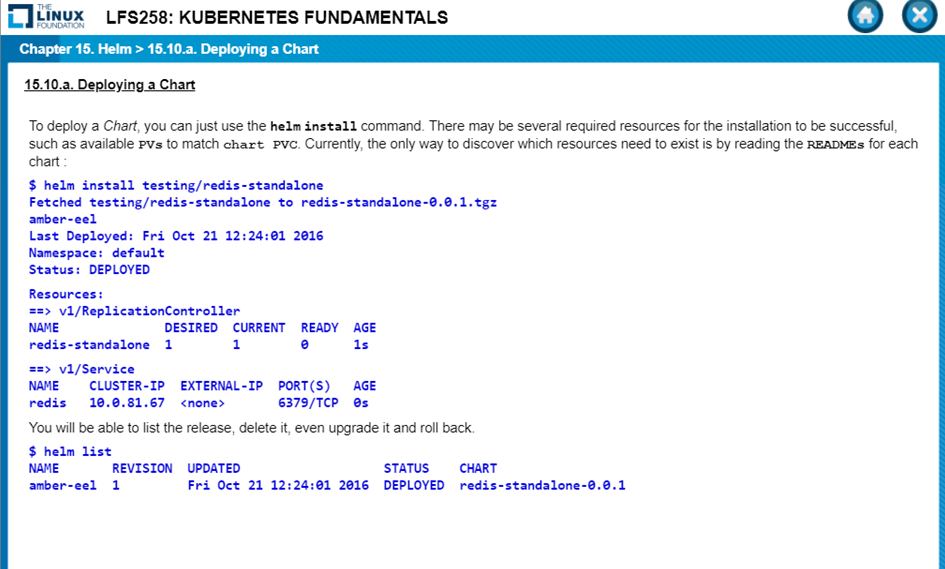 THE
LINUX
FOUNDATION
LFS258: KUBERNETES FUNDAMENTALS
Chapter 15. Helm > 15.10.a. Deploying a Chart
15.10.a. Deploying a Chart
To deploy a Chart, you can just use the helm install command. There may be several required resources for the installation to be successful,
such as available PVs to match chart PVC. Currently, the only way to discover which resources need to exist is by reading the READMEs for each
chart :
$ helm install testing/redis-standalone
Fetched testing/redis-standalone to redis-standalone-0.0.1.tgz
amber-eel
Last Deployed: Fri Oct 21 12:24:01 2016
Namespace: default
Status: DEPLOYED
Resources:
==> v1/ReplicationController
NAME DESIRED CURRENT READY AGE
redis-standalone 1 1 0 1s
==> v1/Service
NAME CLUSTER-IP EXTERNAL-IP PORT(S) AGE
redis 10.0.81.67 <none> 6379/TCP 0s
You will be able to list the release, delete it, even upgrade it and roll back.
$ helm list
NAME REVISION UPDATED STATUS CHART
amber-eel 1 Fri Oct 21 12:24:01 2016 DEPLOYED redis-standalone-0.0.1